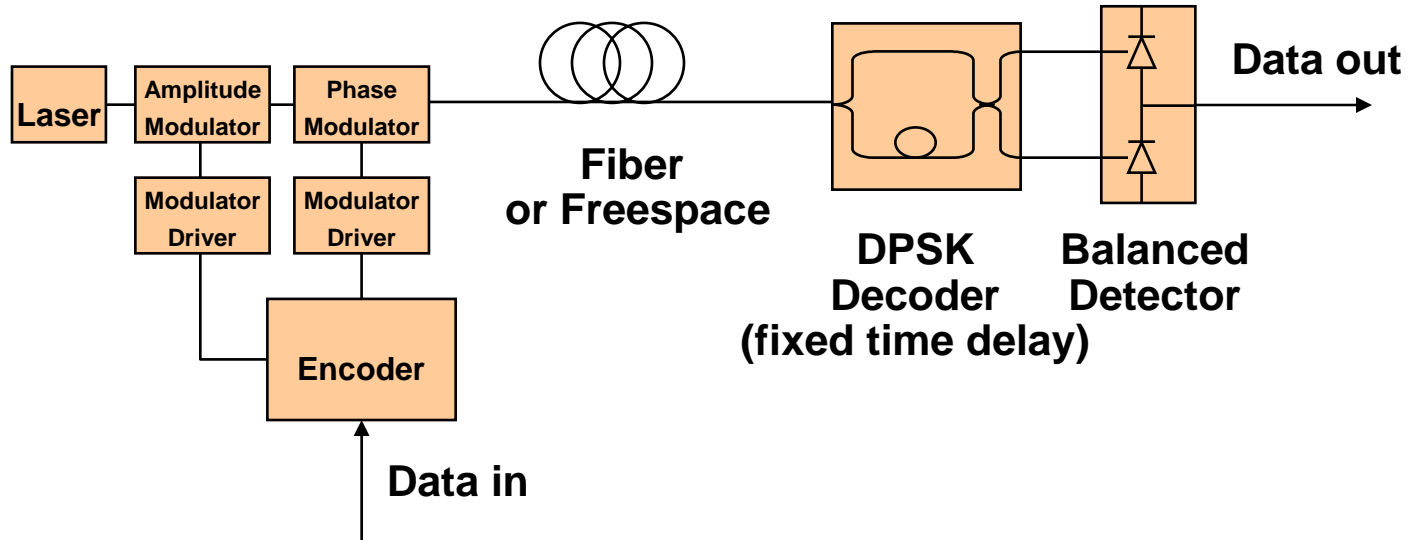 Laser
Amplitude
Modulator
Phase
Modulator
Modulator
Driver
Modulator
Driver
Encoder
Data in
Fiber
or Freespace
DPSK
Decoder
(fixed time delay)
Balanced
Detector
Data out